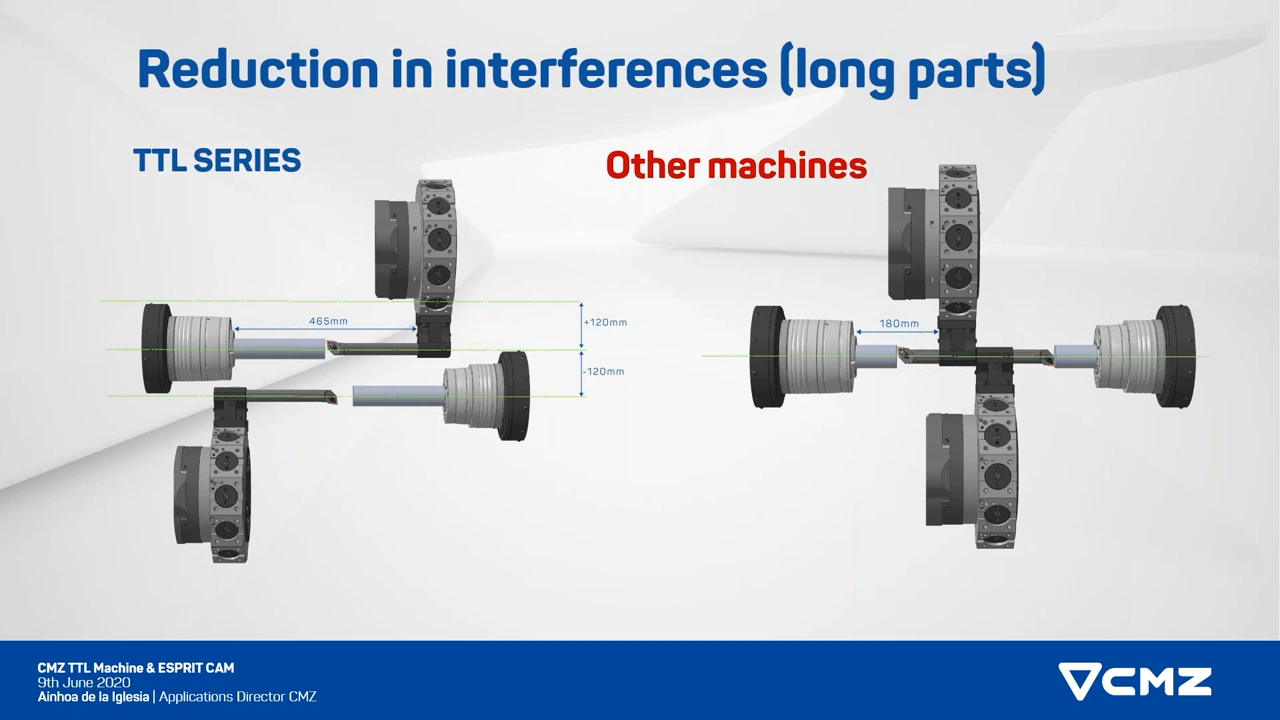 Reduction in interferences (long parts)
TTL SERIES
Other machines
465mm
+120mm
-120mm
180mm
CMZ TTL Machine & ESPRIT CAM
9th June 2020
Ainhoa de la Iglesia | Applications Director CMZ
CMZ